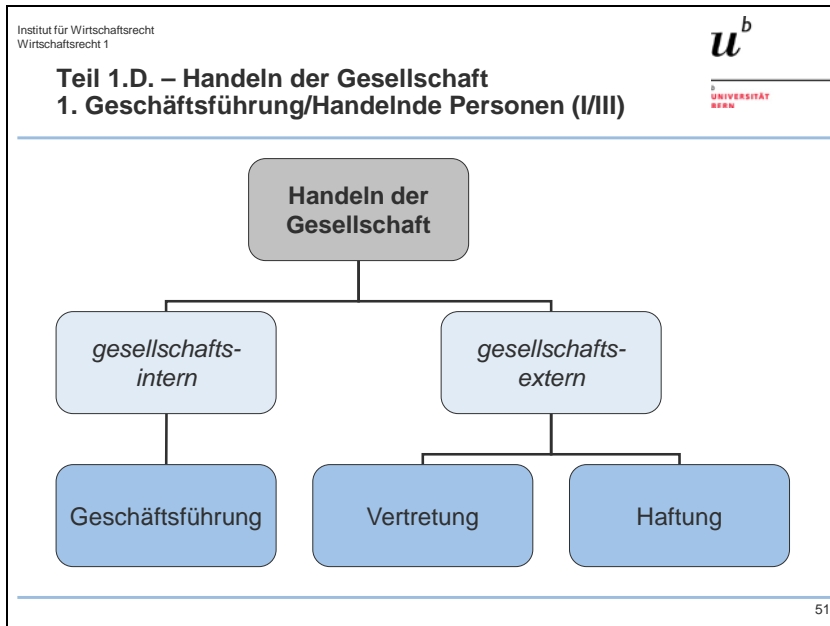 Institut für Wirtschaftsrecht
Wirtschaftsrecht 1
u^b
b
UNIVERSITÄT
BERN
Teil 1.D. – Handeln der Gesellschaft
1. Geschäftsführung/Handelnde Personen (I/III)
Handeln der
Gesellschaft
gesellschafts-
intern
gesellschafts-
extern
Geschäftsführung
Vertretung
Haftung
51